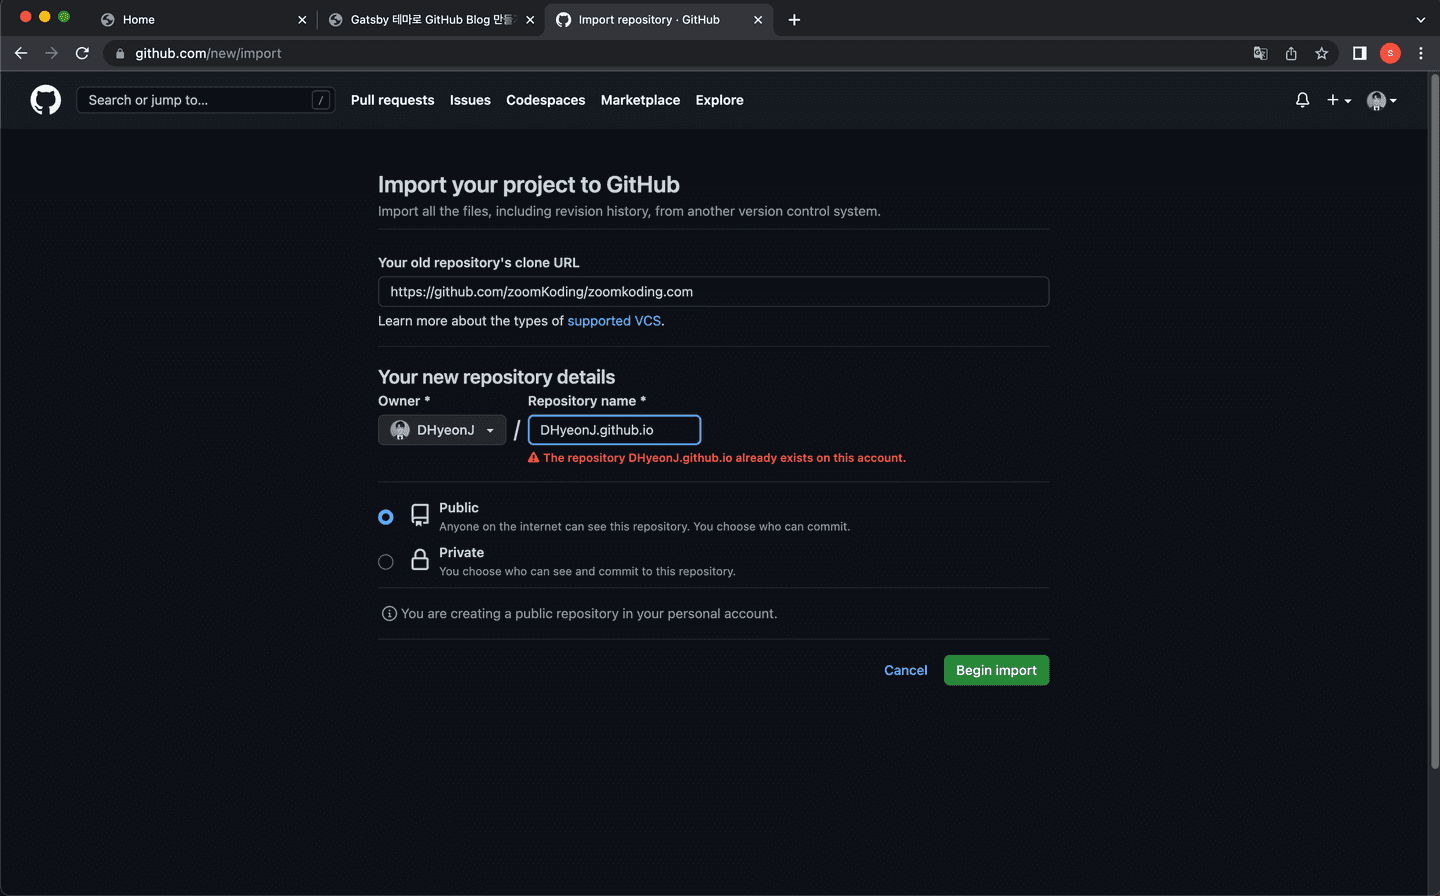 Home
Gatsby 테마로 GitHub Blog 만들
Import repository · GitHub
github.com/new/import
S
Search or jump to...
/
Pull requests
Issues
Codespaces
Marketplace
Explore
Import your project to GitHub
Import all the files, including revision history, from another version control system.
Your old repository's clone URL
https://github.com/zoomKoding/zoomkoding.com
Learn more about the types of supported VCS.
Your new repository details
Owner *
Repository name *
DHyeonJ
/
DHyeonJ.github.io
The repository DHyeonJ.github.io already exists on this account.
Public
Anyone on the internet can see this repository. You choose who can commit.
Private
You choose who can see and commit to this repository.
You are creating a public repository in your personal account.
Cancel
Begin import